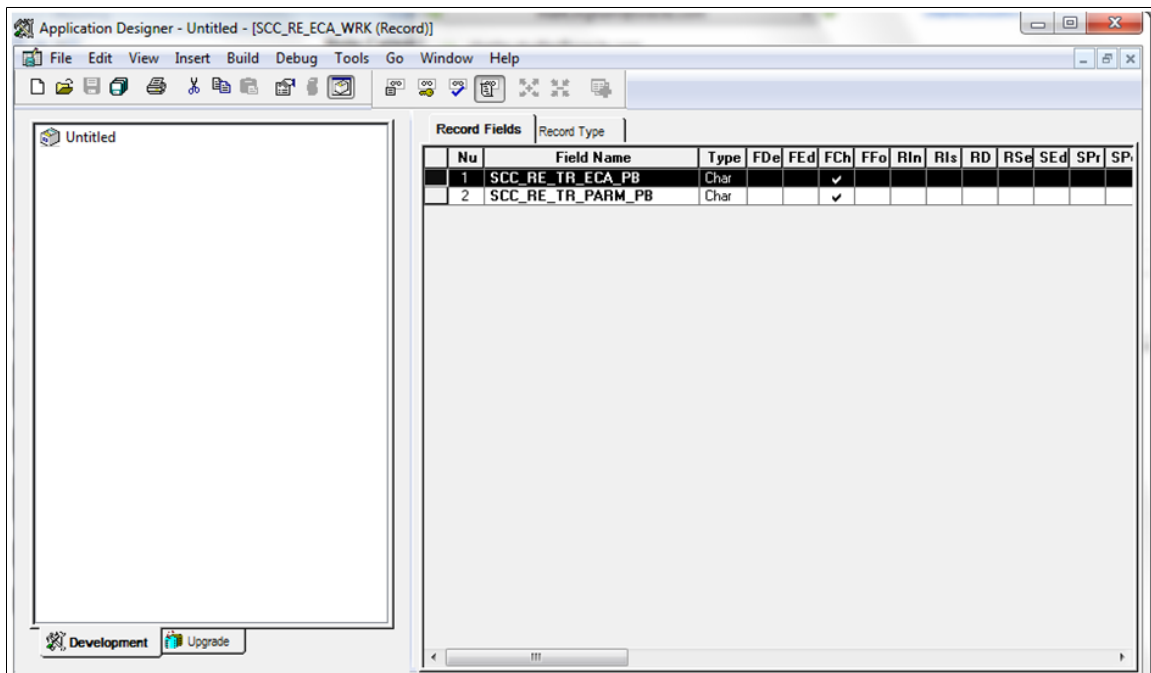 Application Designer - Untitled - [SCC_RE_ECA_WRK (Record)]
File Edit View Insert Build Debug Tools Go Window Help
Untitled
Record Fields Record Type
Nu Field Name Type FDe FEd FCh FFo RIn RIs RD RSe SEd SPr
1 SCC_RE_TR_ECA_PB Char
2 SCC_RE_TR_PARM_PB Char
Development Upgrade